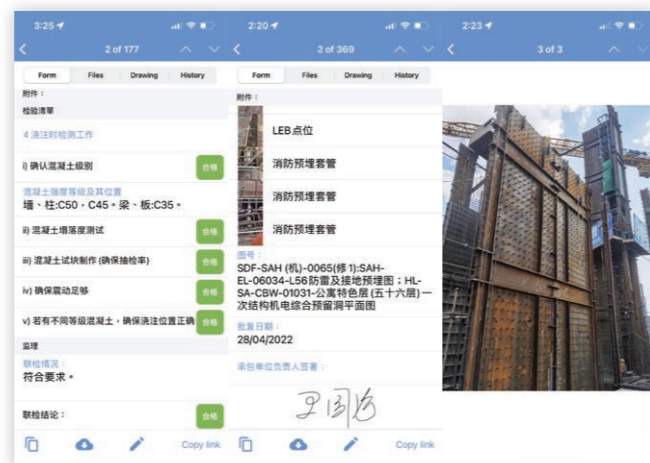 3:25
2 of 177
Form
Files
Drawing
History
附件：
检验清单
4 浇注时检测工作
i) 确认混凝土级别
合格
混凝土强度等级及其位置
墙、柱:C50，C45。梁、板:C35。
ii) 混凝土塌落度测试
合格
iii) 混凝土试块制作 (确保抽检率)
合格
iv) 确保震动足够
合格
v) 若有不同等级混凝土，确保浇注位置正确
合格
监理
联检情况：
符合要求。
联检结论：
合格
Copy link
2:20
2 of 369
Form
Files
Drawing
History
附件：
LEB点位
消防预埋套管
消防预埋套管
消防预埋套管
图号：
SDF-SAH (机)-0065(修1):SAH-
EL-06034-L56防雷及接地预埋图；HL-
SA-CBW-01031-公寓特色层 (五十六层) 一
次结构机电综合预留洞平面图
批复日期：
28/04/2022
承包单位负责人签署：
Copy link
2:23
3 of 3